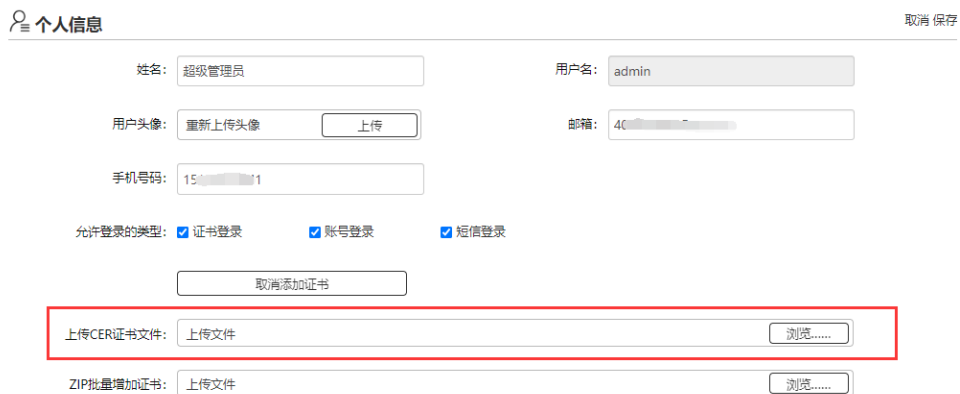 个人信息
取消 保存
姓名： 超级管理员 用户名： admin
用户头像： 重新上传头像 上传 邮箱： 40
手机号码： 15 1
允许登录的类型： 证书登录 账号登录 短信登录
取消添加证书
上传CER证书文件： 上传文件 浏览......
ZIP批量增加证书： 上传文件 浏览......